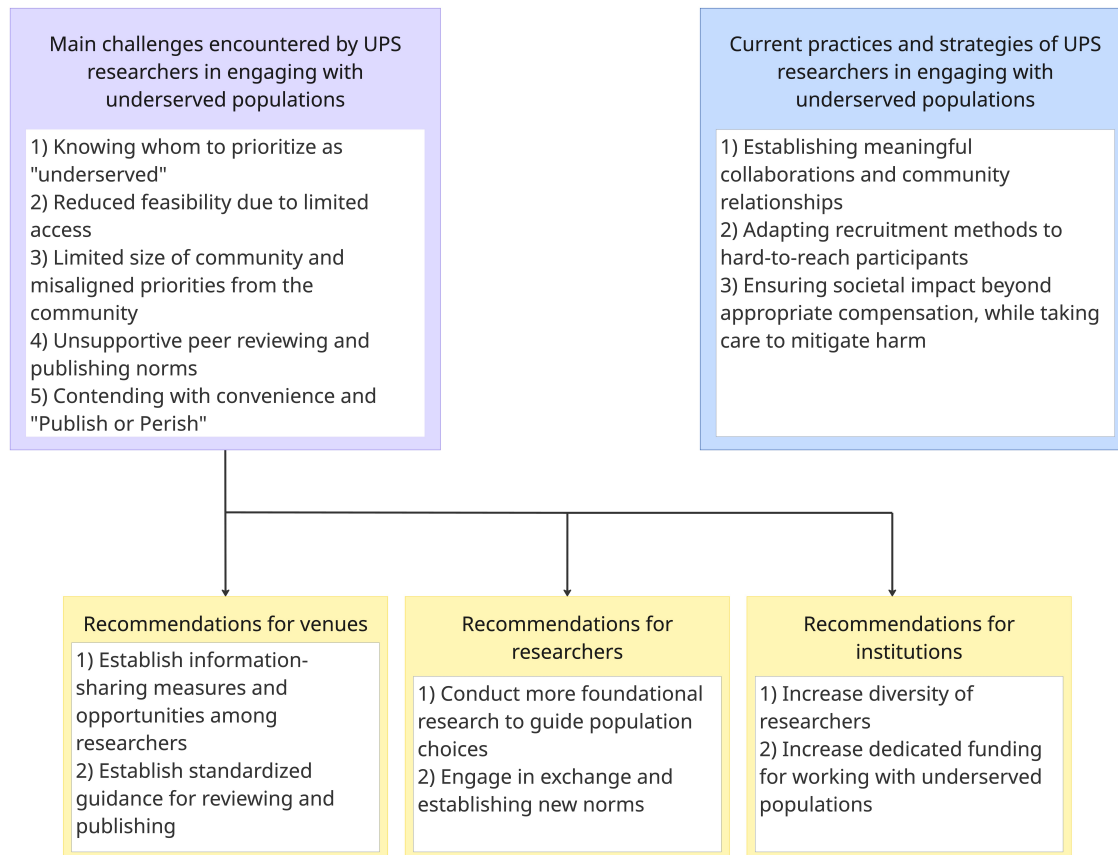 Main challenges encountered by UPS
researchers in engaging with
underserved populations
1) Knowing whom to prioritize as
"underserved"
2) Reduced feasibility due to limited
access
3) Limited size of community and
misaligned priorities from the
community
4) Unsupportive peer reviewing and
publishing norms
5) Contending with convenience and
"Publish or Perish"
Current practices and strategies of UPS
researchers in engaging with
underserved populations
1) Establishing meaningful
collaborations and community
relationships
2) Adapting recruitment methods to
hard-to-reach participants
3) Ensuring societal impact beyond
appropriate compensation, while taking
care to mitigate harm
Recommendations for venues
1) Establish information-
sharing measures and
opportunities among
researchers
2) Establish standardized
guidance for reviewing and
publishing
Recommendations for
researchers
1) Conduct more foundational
research to guide population
choices
2) Engage in exchange and
establishing new norms
Recommendations for
institutions
1) Increase diversity of
researchers
2) Increase dedicated funding
for working with underserved
populations